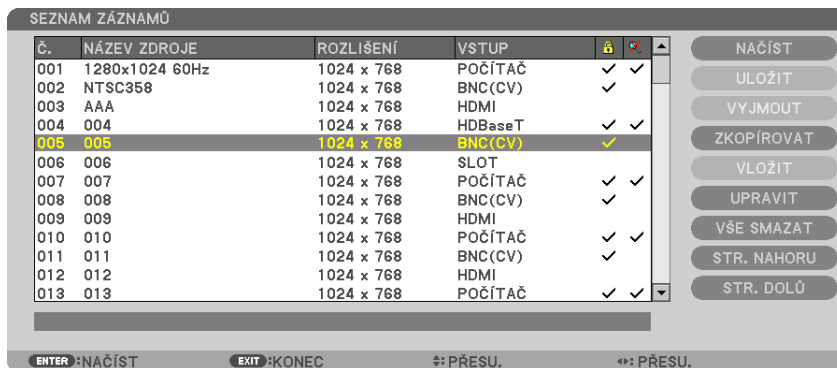 SEZNAM ZÁZNAMŮ
Č. NÁZEV ZDROJE ROZLIŠENÍ VSTUP
001 1280x1024 60Hz 1024 x 768 POČÍTAČ ✓ ✓
002 NTSC358 1024 x 768 BNC(CV) ✓
003 AAA 1024 x 768 HDMI
004 004 1024 x 768 HDBaseT ✓ ✓
005 005 1024 x 768 BNC(CV) ✓
006 006 1024 x 768 SLOT
007 007 1024 x 768 POČÍTAČ ✓ ✓
008 008 1024 x 768 BNC(CV) ✓
009 009 1024 x 768 HDMI
010 010 1024 x 768 POČÍTAČ ✓ ✓
011 011 1024 x 768 BNC(CV) ✓
012 012 1024 x 768 HDMI
013 013 1024 x 768 POČÍTAČ ✓ ✓
NAČÍST
ULOŽIT
VYJMOUT
ZKOPÍROVAT
VLOŽIT
UPRAVIT
VŠE SMAZAT
STR. NAHORU
STR. DOLŮ
ENTER :NAČÍST EXIT :KONEC :PŘESU. :PŘESU.